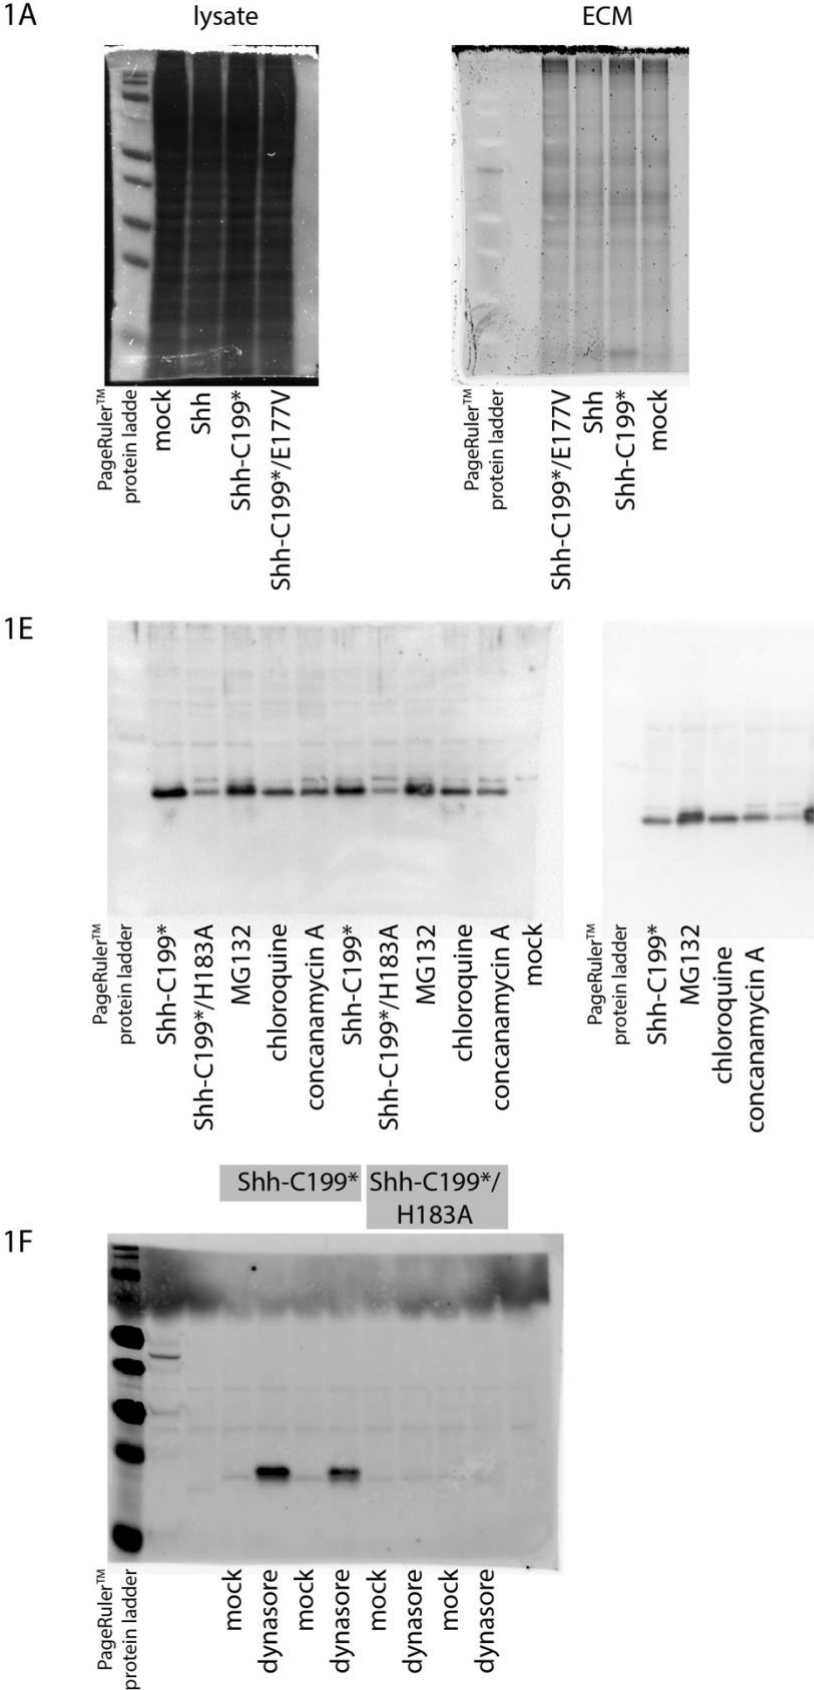 1A
lysate
ECM
PageRuler™
protein ladde
mock
Shh
Shh-C199*
Shh-C199*/E177V
PageRuler™
protein ladder
Shh-C199*/E177V
Shh
Shh-C199*
mock
1E
PageRuler™
protein ladder
Shh-C199*
Shh-C199*/H183A
MG132
chloroquine
concanamycin A
Shh-C199*
Shh-C199*/H183A
MG132
chloroquine
concanamycin A
mock
PageRuler™
protein ladder
Shh-C199*
MG132
chloroquine
concanamycin A
Shh-C199*
Shh-C199*/
H183A
1F
PageRuler™
protein ladder
mock
dynasore
mock
dynasore
mock
dynasore
mock
dynasore